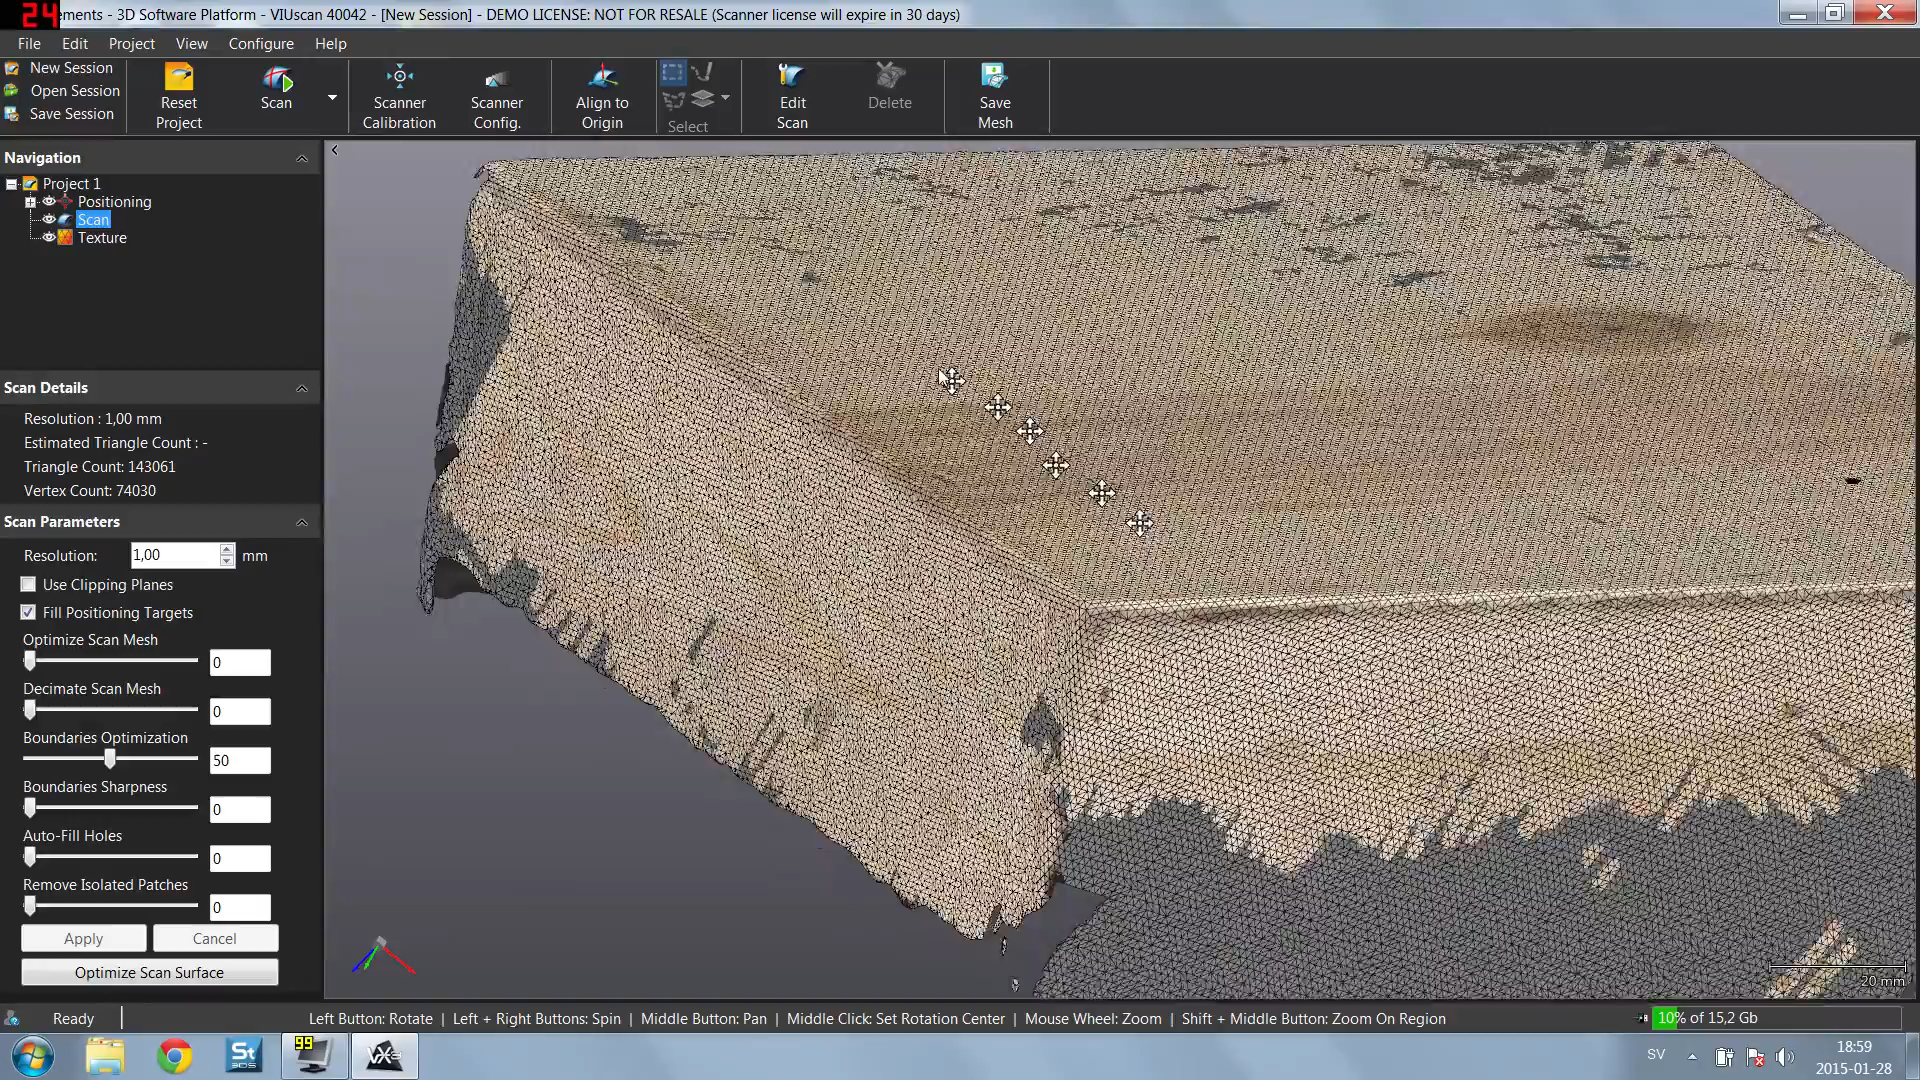 24
ements - 3D Software Platform - VIUscan 40042 - [New Session] - DEMO LICENSE: NOT FOR RESALE (Scanner license will expire in 30 days)
File Edit Project View Configure Help
New Session
Open Session
Save Session
Reset Project
Scan
Scanner Calibration
Scanner Config.
Align to Origin
Select
Edit Scan
Delete
Save Mesh
Navigation
Project 1
Positioning
Scan
Texture
Scan Details
Resolution : 1,00 mm
Estimated Triangle Count : -
Triangle Count: 143061
Vertex Count: 74030
Scan Parameters
Resolution: 1,00 mm
Use Clipping Planes
Fill Positioning Targets
Optimize Scan Mesh
0
Decimate Scan Mesh
0
Boundaries Optimization
50
Boundaries Sharpness
0
Auto-Fill Holes
0
Remove Isolated Patches
0
Apply Cancel
Optimize Scan Surface
20 mm
Ready
Left Button: Rotate | Left + Right Buttons: Spin | Middle Button: Pan | Middle Click: Set Rotation Center | Mouse Wheel: Zoom | Shift + Middle Button: Zoom On Region
10% of 15,2 Gb
St
3DS
99
VX
SV
18:59
2015-01-28